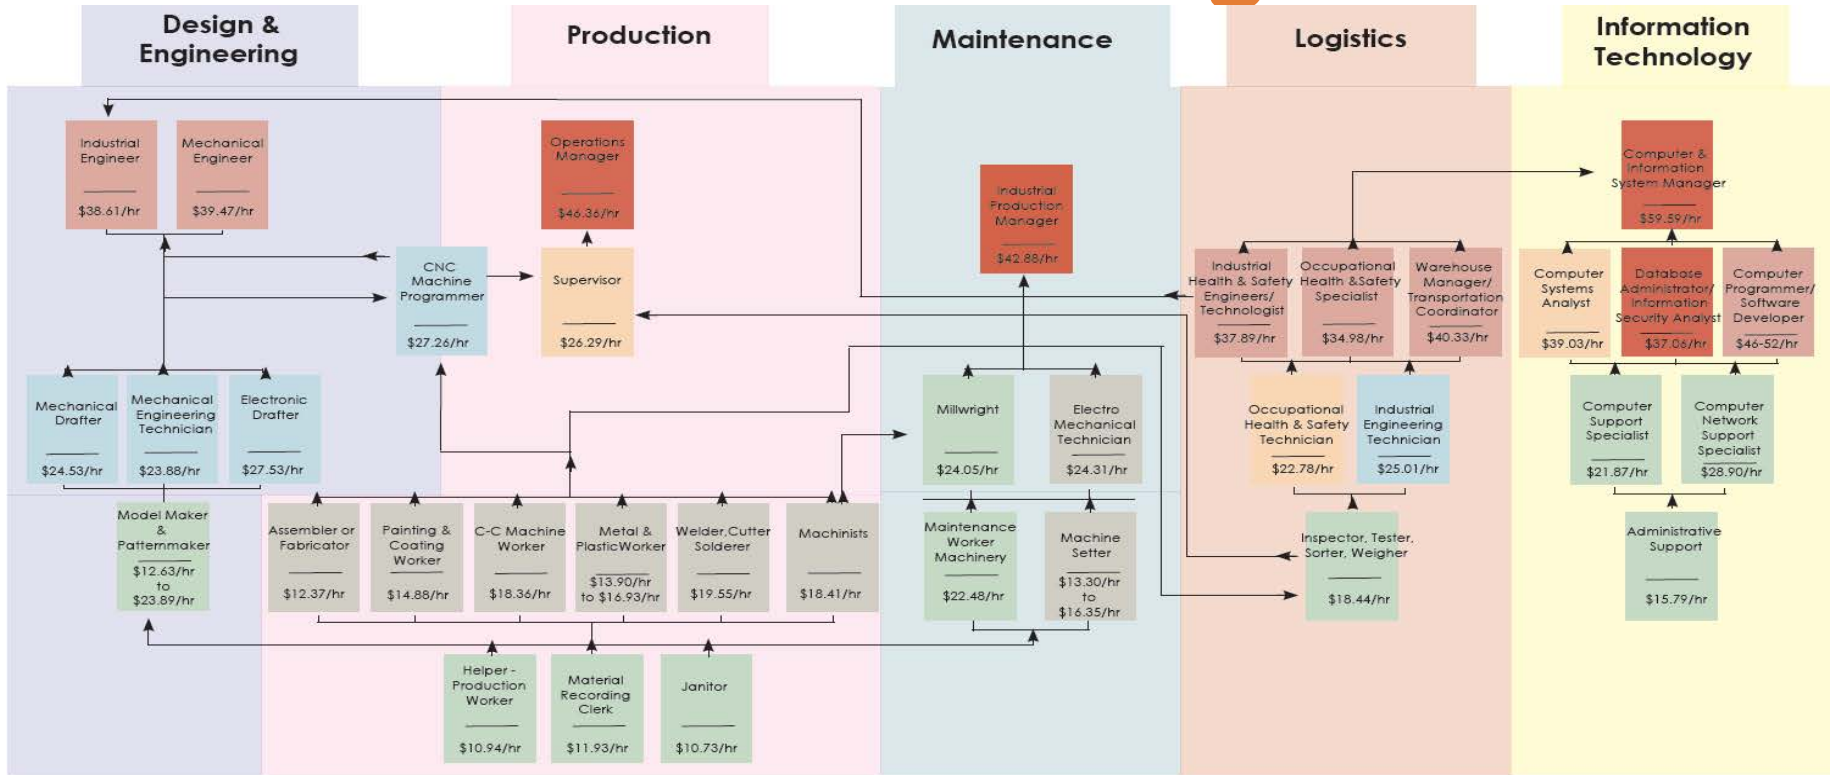 Design &
Engineering
Production
Maintenance
Logistics
Information
Technology
Industrial
Engineer
$38.61/hr
Mechanical
Engineer
$39.47/hr
Operations
Manager
$46.36/hr
Industrial
Production
Manager
$42.88/hr
Computer &
Information
System Manager
$59.59/hr
CNC
Machine
Programmer
$27.26/hr
Supervisor
$26.29/hr
Industrial
Health & Safety
Engineers/
Technologist
$37.89/hr
Occupational
Health &Safety
Specialist
$34.98/hr
Warehouse
Manager/
Transportation
Coordinator
$40.33/hr
Computer
Systems
Analyst
$39.03/hr
Database
Administrator/
Information
Security Analyst
$37.06/hr
Computer
Programmer/
Software
Developer
$46-52/hr
Mechanical
Drafter
$24.53/hr
Mechanical
Engineering
Technician
$23.88/hr
Electronic
Drafter
$27.53/hr
Millwright
$24.05/hr
Electro
Mechanical
Technician
$24.31/hr
Occupational
Health & Safety
Technician
$22.78/hr
Industrial
Engineering
Technician
$25.01/hr
Computer
Support
Specialist
$21.87/hr
Computer
Network
Support
Specialist
$28.90/hr
Model Maker
&
Patternmaker
$12.63/hr
to
$23.89/hr
Assembler or
Fabricator
$12.37/hr
Painting &
Coating
Worker
$14.88/hr
C-C Machine
Worker
$18.36/hr
Metal &
PlasticWorker
$13.90/hr
to $16.93/hr
Welder,Cutter
Solderer
$19.55/hr
Machinists
$18.41/hr
Maintenance
Worker
Machinery
$22.48/hr
Machine
Setter
$13.30/hr
to
$16.35/hr
Inspector, Tester,
Sorter, Weigher
$18.44/hr
Administrative
Support
$15.79/hr
Helper -
Production
Worker
$10.94/hr
Material
Recording
Clerk
$11.93/hr
Janitor
$10.73/hr